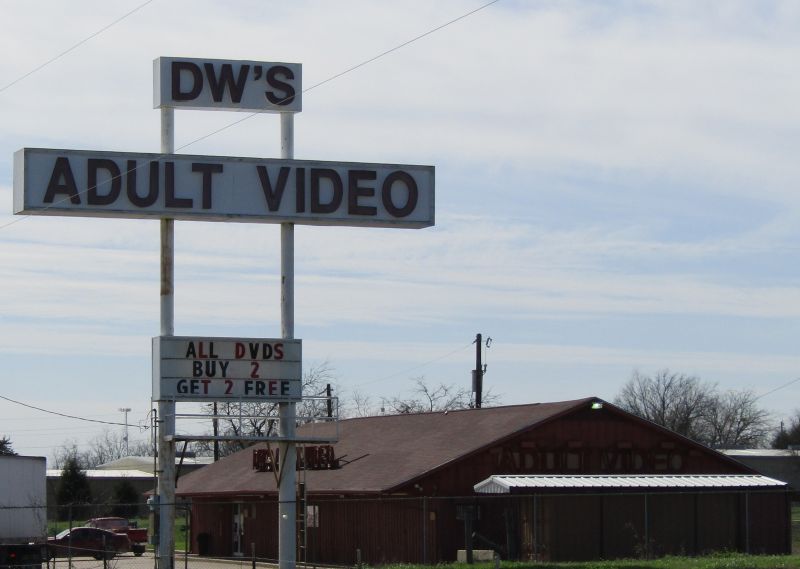 DW'S
ADULT VIDEO
ALL DVDS
BUY 2
GET 2 FREE
ADULT VIDEO